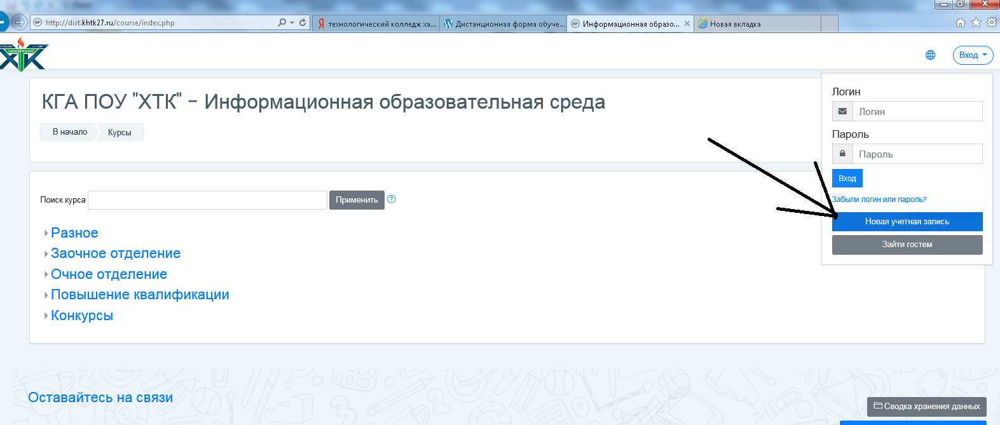 http://dist.khtk27.ru/course/index.php
технологический колледж ха...
Дистанционная форма обуче...
Информационная образо...
Новая вкладка
ТЕХНОЛОГИЧЕСКИЙ
ХТК
Вход
КГА ПОУ "ХТК" - Информационная образовательная среда
В начало
Курсы
Логин
Логин
Пароль
Пароль
Вход
Забыли логин или пароль?
Новая учетная запись
Зайти гостем
Поиск курса
Применить
?
Разное
Заочное отделение
Очное отделение
Повышение квалификации
Конкурсы
Оставайтесь на связи
Сводка хранения данных